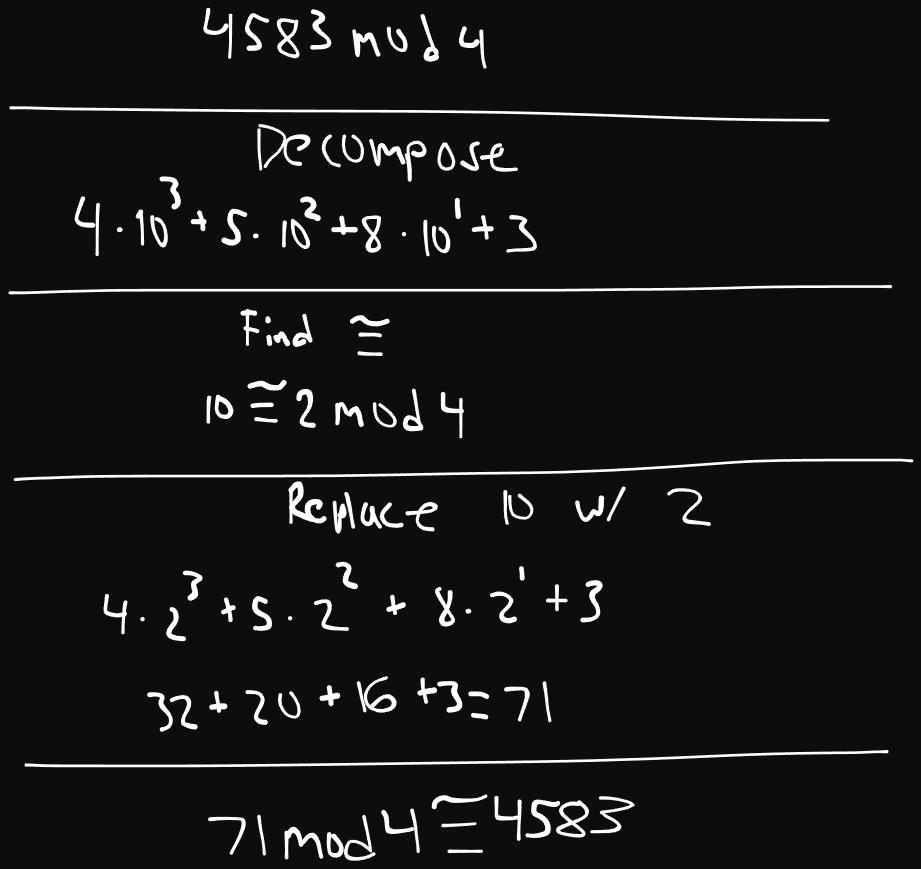 4583 mod 4
Decompose
4·10³+5·10²+8·10¹+3
Find ≅
10≅2 mod 4
Replace 10 w/ 2
4·2³+5·2²+8·2¹+3
32+20+16+3=71
71 mod 4≅4583